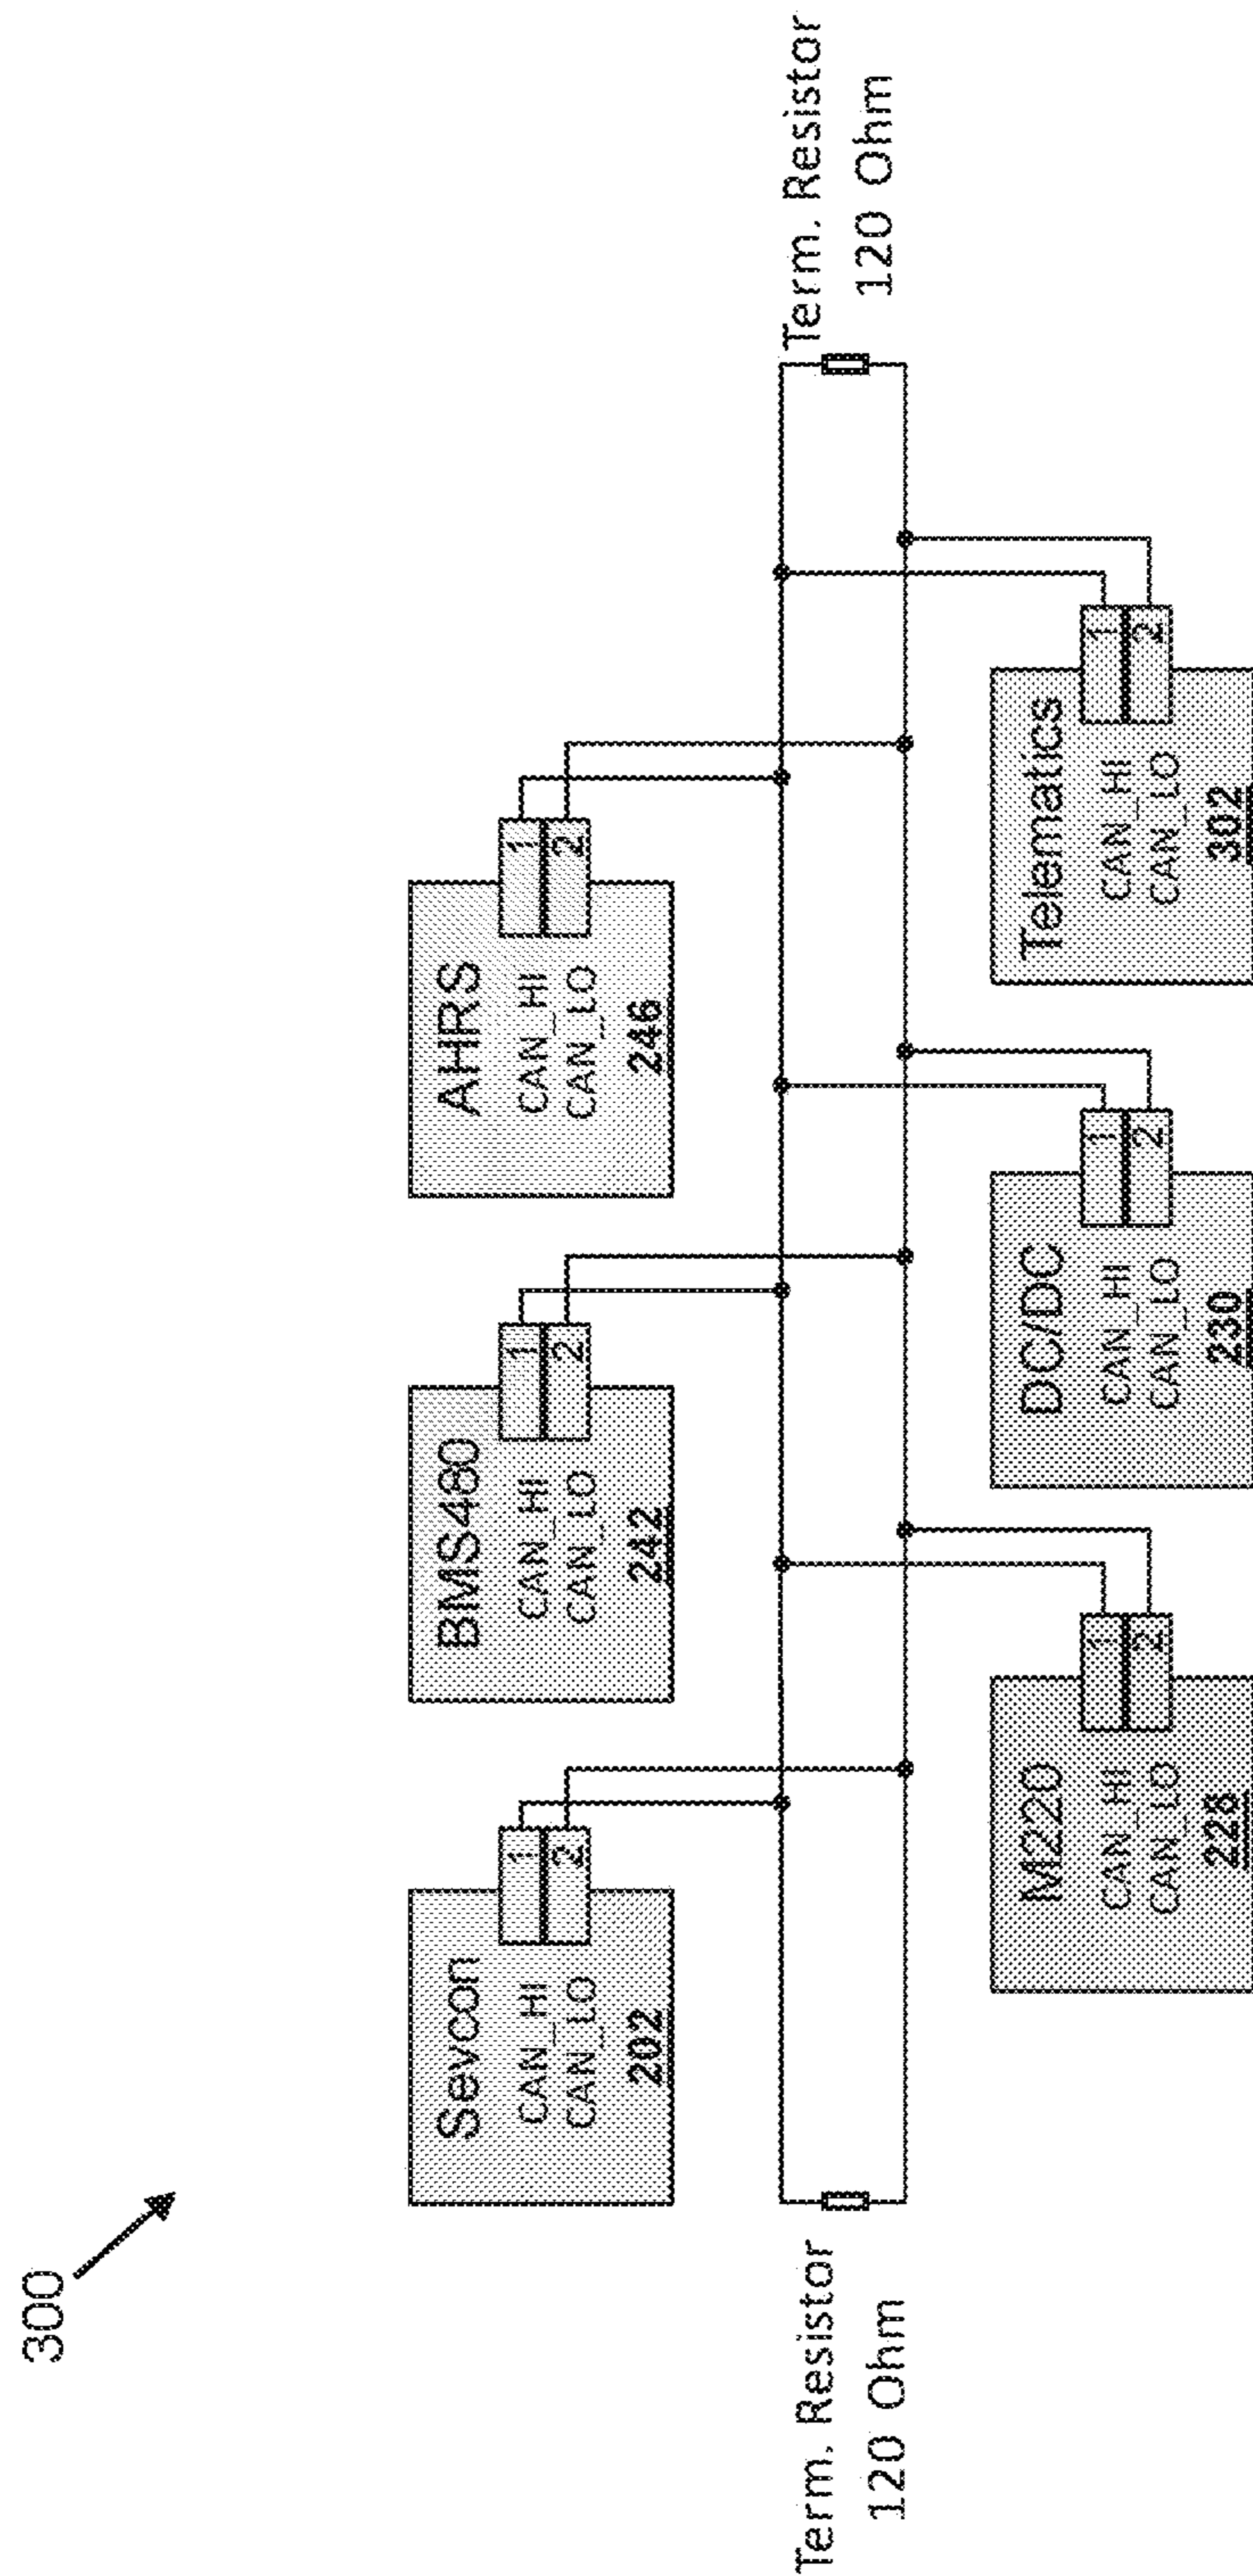 300
Sevcon
CAN_HI
CAN_LO
202
1
2
BMS480
CAN_HI
CAN_LO
242
1
2
AHRS
CAN_HI
CAN_LO
246
1
2
Term. Resistor
120 Ohm
Term. Resistor
120 Ohm
M220
CAN_HI
CAN_LO
228
1
2
DC/DC
CAN_HI
CAN_LO
230
1
2
Telematics
CAN_HI
CAN_LO
302
1
2